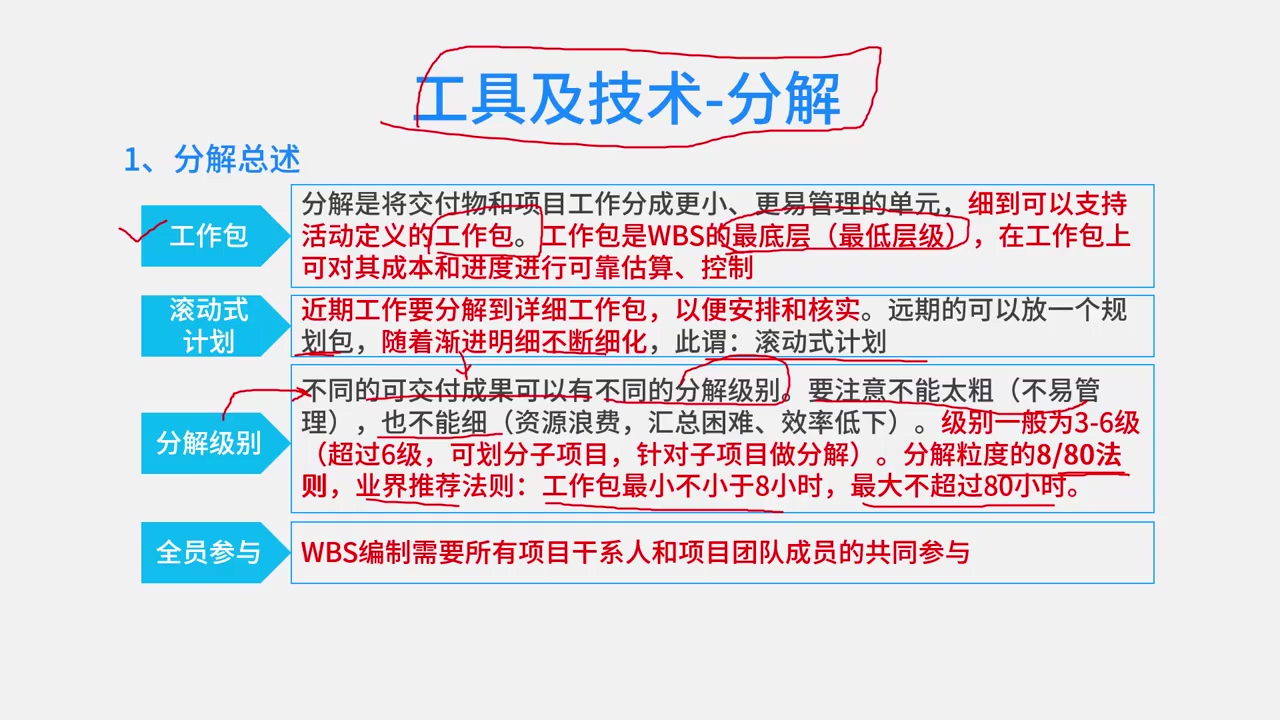 工具及技术-分解
1、分解总述
工作包
分解是将交付物和项目工作分成更小、更易管理的单元，细到可以支持
活动定义的工作包。工作包是WBS的最底层（最低层级），在工作包上
可对其成本和进度进行可靠估算、控制
滚动式
计划
近期工作要分解到详细工作包，以便安排和核实。远期的可以放一个规
划包，随着渐进明细不断细化，此谓：滚动式计划
分解级别
不同的可交付成果可以有不同的分解级别。要注意不能太粗（不易管
理），也不能细（资源浪费，汇总困难、效率低下）。级别一般为3-6级
（超过6级，可划分子项目，针对子项目做分解）。分解粒度的8/80法
则，业界推荐法则：工作包最小不小于8小时，最大不超过80小时。
全员参与
WBS编制需要所有项目干系人和项目团队成员的共同参与